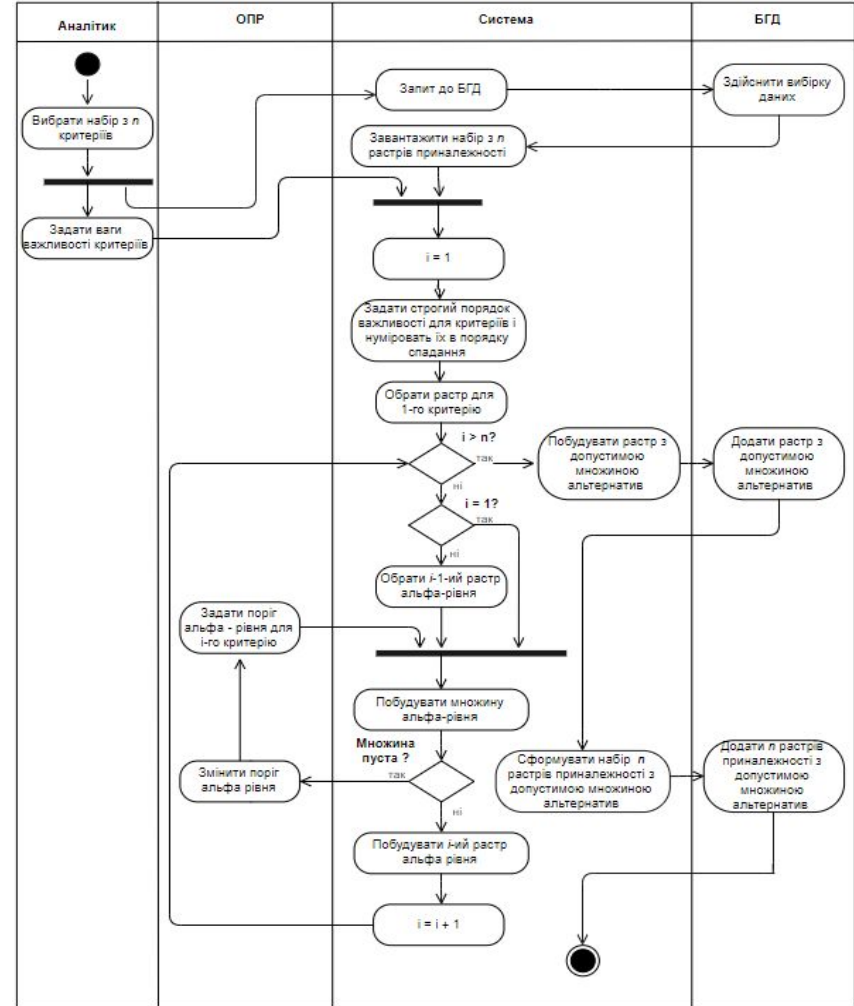 Аналітик
ОПР
Система
БГД
Запит до БГД
Здійснити вибірку
даних
Вибрати набір з n
критеріїв
Завантажити набір з n
растрів приналежності
Задати ваги
важливості критеріїв
i = 1
Задати строгий порядок
важливості для критеріїв і
нуміровать їх в порядку
спадання
Обрати растр для
1-го критерію
i > n?
так
ні
Побудувати растр з
допустимою
множиною
альтернатив
Додати растр з
допустимою
множиною
альтернатив
i = 1?
так
ні
Обрати i-1-ий растр
альфа-рівня
Задати поріг
альфа - рівня для
i-го критерію
Побудувати множину
альфа-рівня
Множина
пуста ?
так
ні
Змінити поріг
альфа рівня
Сформувати набір n
растрів приналежності з
допустимою множиною
альтернатив
Додати n растрів
приналежності з
допустимою
множиною
альтернатив
Побудувати i-ий растр
альфа рівня
i = i + 1